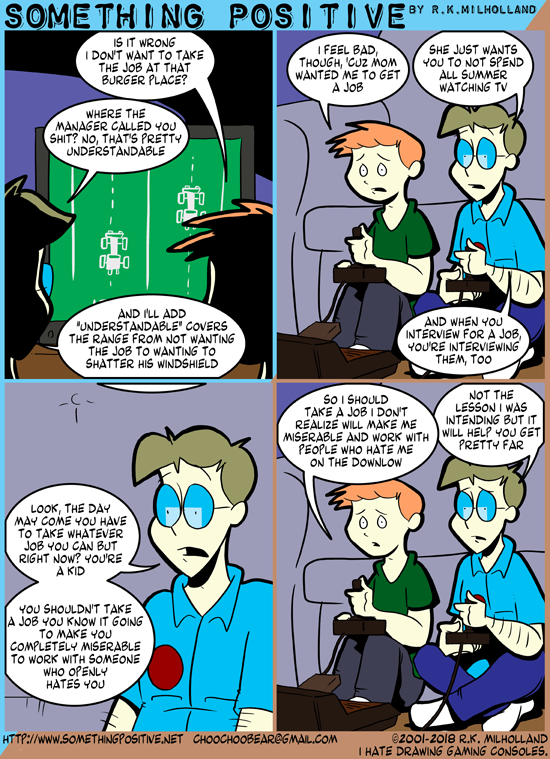 SOMETHING POSITIVE BY R.K.MILHOLLAND
IS IT WRONG
I DON'T WANT TO TAKE
THE JOB AT THAT
BURGER PLACE?
WHERE THE
MANAGER CALLED YOU
SHIT? NO, THAT'S PRETTY
UNDERSTANDABLE
AND I'LL ADD
"UNDERSTANDABLE" COVERS
THE RANGE FROM NOT WANTING
THE JOB TO WANTING TO
SHATTER HIS WINDSHIELD
I FEEL BAD,
THOUGH, 'CUZ MOM
WANTED ME TO GET
A JOB
SHE JUST WANTS
YOU TO NOT SPEND
ALL SUMMER
WATCHING TV
AND WHEN YOU
INTERVIEW FOR A JOB,
YOU'RE INTERVIEWING
THEM, TOO
LOOK, THE DAY
MAY COME YOU HAVE
TO TAKE WHATEVER
JOB YOU CAN BUT
RIGHT NOW? YOU'RE
A KID
YOU SHOULDN'T TAKE
A JOB YOU KNOW IT GOING
TO MAKE YOU
COMPLETELY MISERABLE
TO WORK WITH SOMEONE
WHO OPENLY
HATES YOU
SO I SHOULD
TAKE A JOB I DON'T
REALIZE WILL MAKE ME
MISERABLE AND WORK WITH
PEOPLE WHO HATE ME
ON THE DOWNLOW
NOT THE
LESSON I WAS
INTENDING BUT IT
WILL HELP YOU GET
PRETTY FAR
HTTP://WWW.SOMETHINGPOSITIVE.NET CHOOCHOOBEAR@GMAIL.COM
©2001-2018 R.K. MILHOLLAND
I HATE DRAWING GAMING CONSOLES.